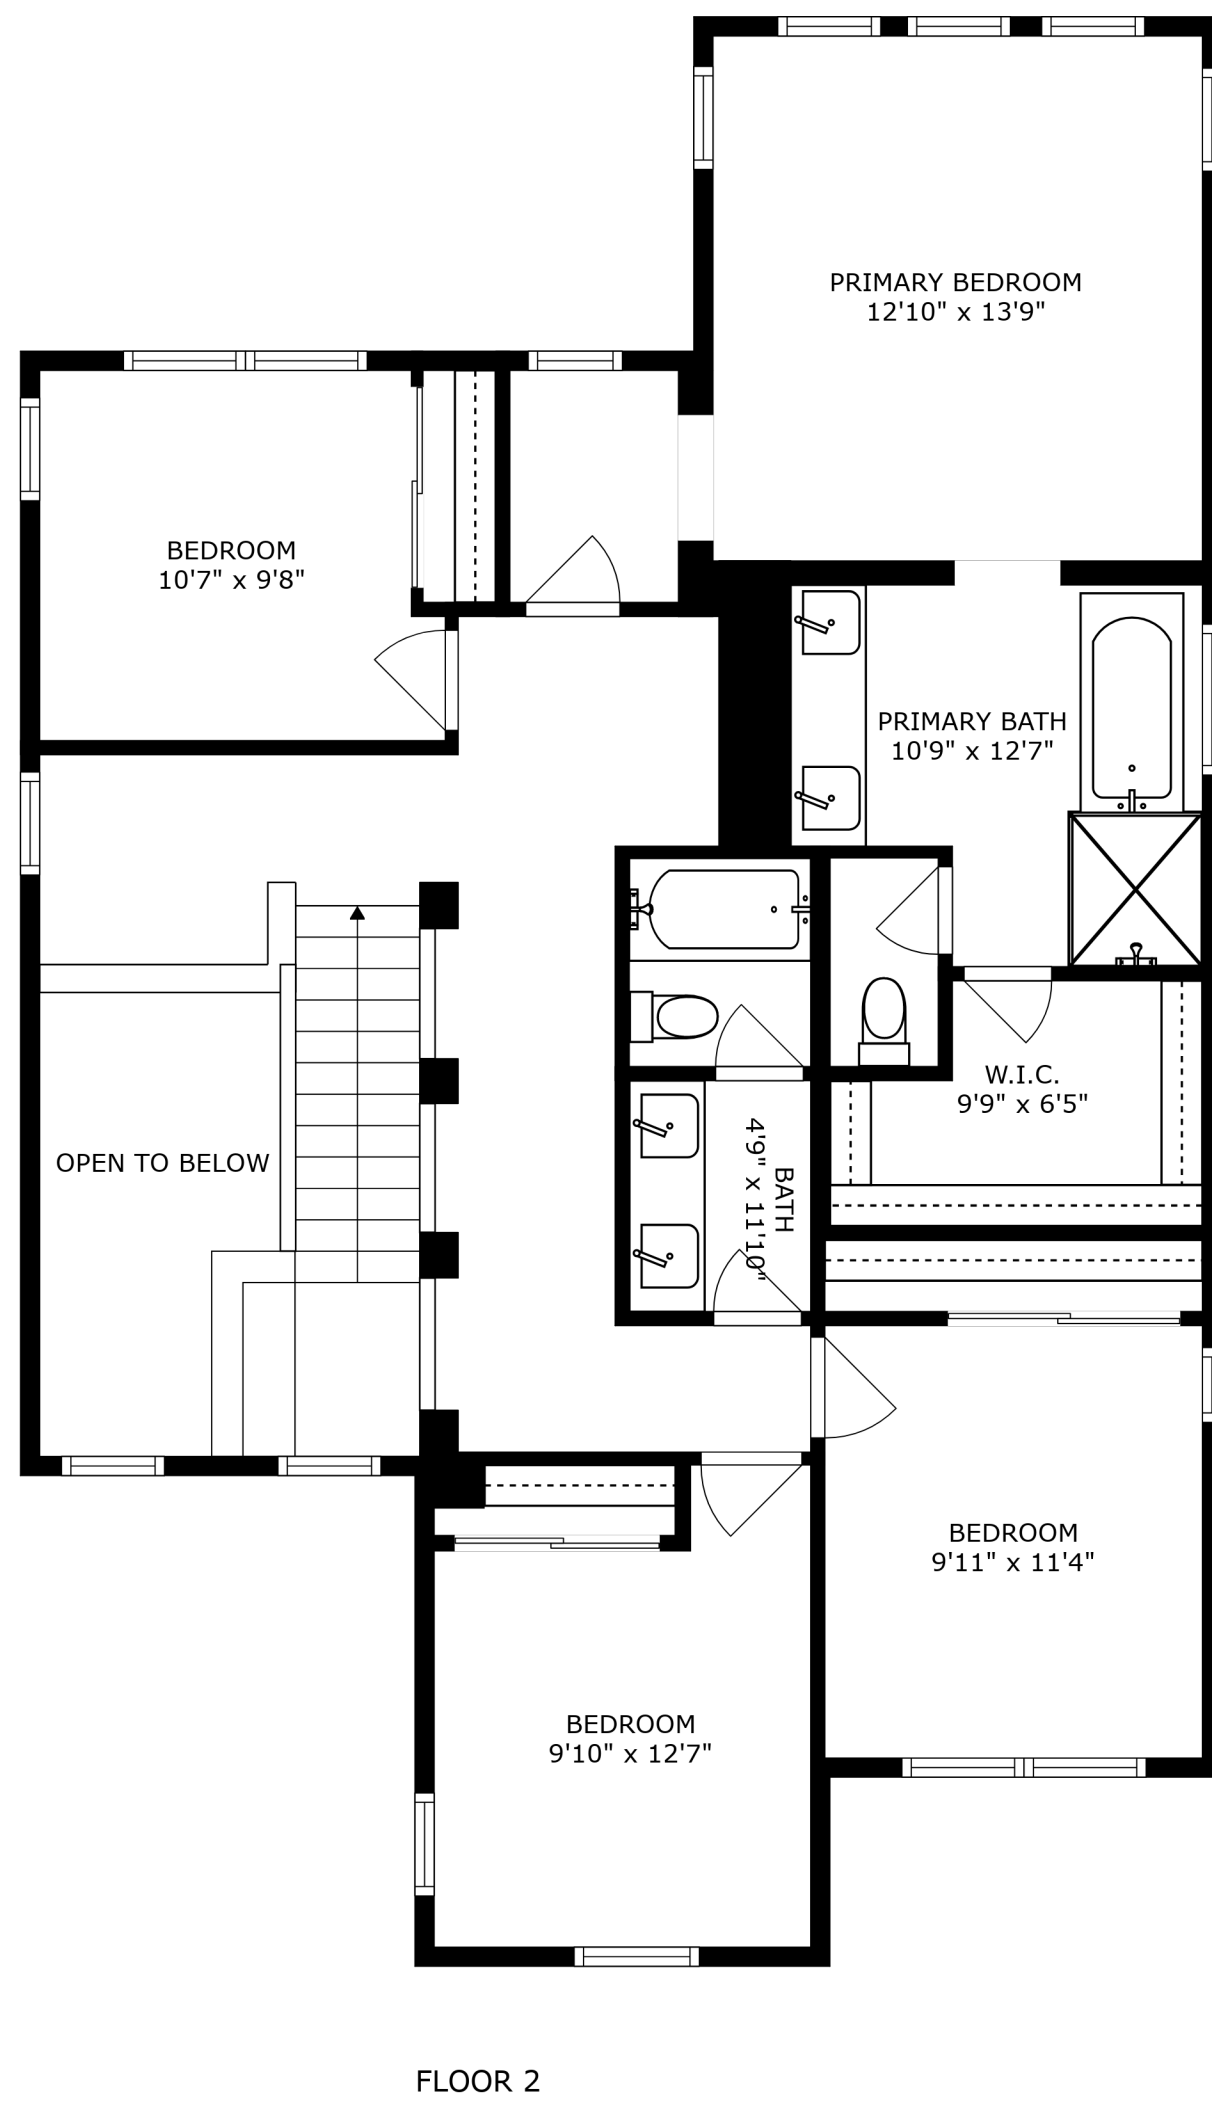 PRIMARY BEDROOM
12'10" x 13'9"
BEDROOM
10'7" x 9'8"
PRIMARY BATH
10'9" x 12'7"
W.I.C.
9'9" x 6'5"
BATH
4'9" x 11'10"
OPEN TO BELOW
BEDROOM
9'11" x 11'4"
BEDROOM
9'10" x 12'7"
FLOOR 2